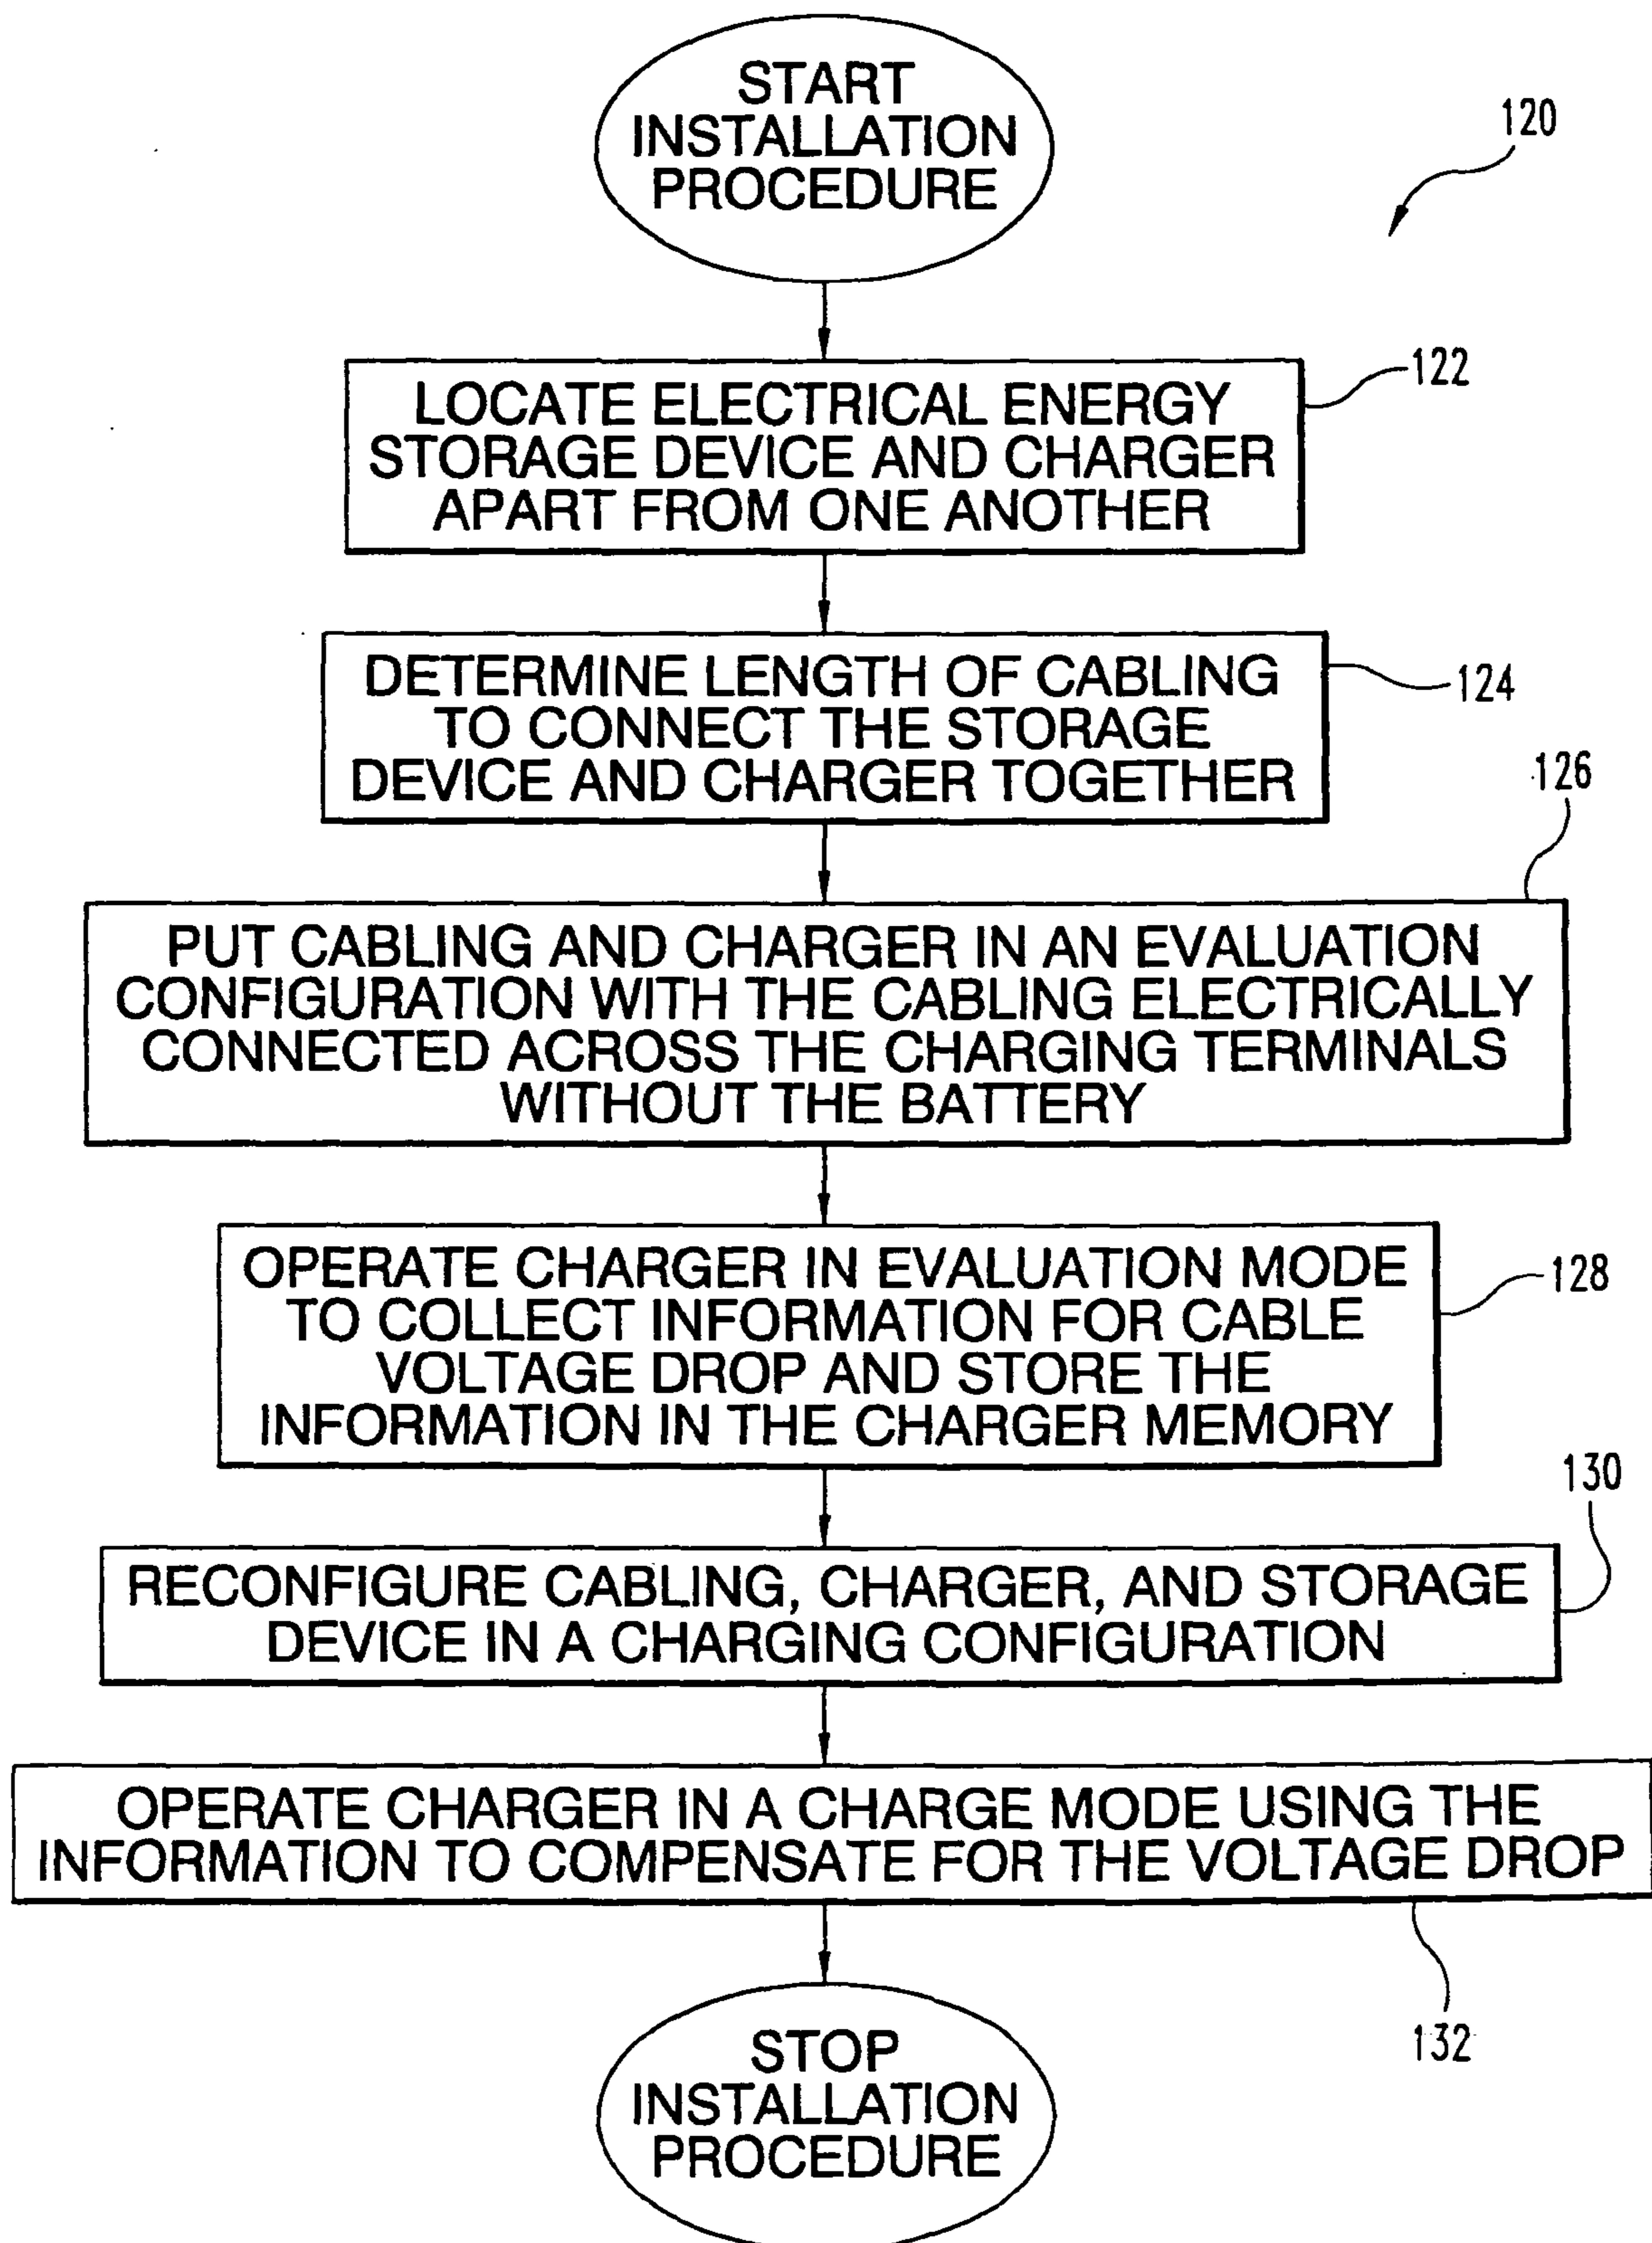 START
INSTALLATION
PROCEDURE
120
122
LOCATE ELECTRICAL ENERGY
STORAGE DEVICE AND CHARGER
APART FROM ONE ANOTHER
DETERMINE LENGTH OF CABLING
TO CONNECT THE STORAGE
DEVICE AND CHARGER TOGETHER
124
126
PUT CABLING AND CHARGER IN AN EVALUATION
CONFIGURATION WITH THE CABLING ELECTRICALLY
CONNECTED ACROSS THE CHARGING TERMINALS
WITHOUT THE BATTERY
OPERATE CHARGER IN EVALUATION MODE
TO COLLECT INFORMATION FOR CABLE
VOLTAGE DROP AND STORE THE
INFORMATION IN THE CHARGER MEMORY
128
130
RECONFIGURE CABLING, CHARGER, AND STORAGE
DEVICE IN A CHARGING CONFIGURATION
OPERATE CHARGER IN A CHARGE MODE USING THE
INFORMATION TO COMPENSATE FOR THE VOLTAGE DROP
132
STOP
INSTALLATION
PROCEDURE